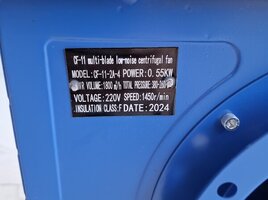 CF-11 multi-blade low-noise centrifugal fan
MODEL: CF-11-2A-4 POWER: 0.55KW
AIR VOLUME: 1800 m³/h TOTAL PRESSURE:
VOLTAGE: 220V SPEED: 1450r/min
INSULATION CLASS: F DATE: 2024